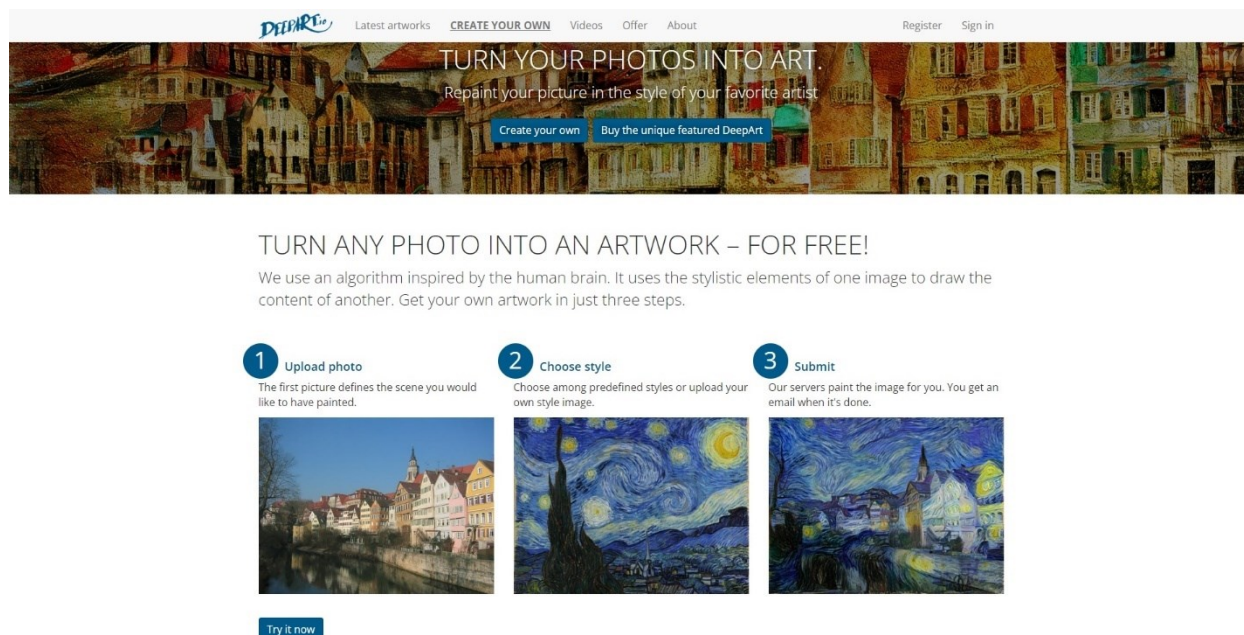 DEEPART.io Latest artworks CREATE YOUR OWN Videos Offer About Register Sign in
TURN YOUR PHOTOS INTO ART.
Repaint your picture in the style of your favorite artist
Create your own Buy the unique featured DeepArt
TURN ANY PHOTO INTO AN ARTWORK – FOR FREE!
We use an algorithm inspired by the human brain. It uses the stylistic elements of one image to draw the
content of another. Get your own artwork in just three steps.
1 Upload photo
The first picture defines the scene you would
like to have painted.
2 Choose style
Choose among predefined styles or upload your
own style image.
3 Submit
Our servers paint the image for you. You get an
email when it's done.
Try it now